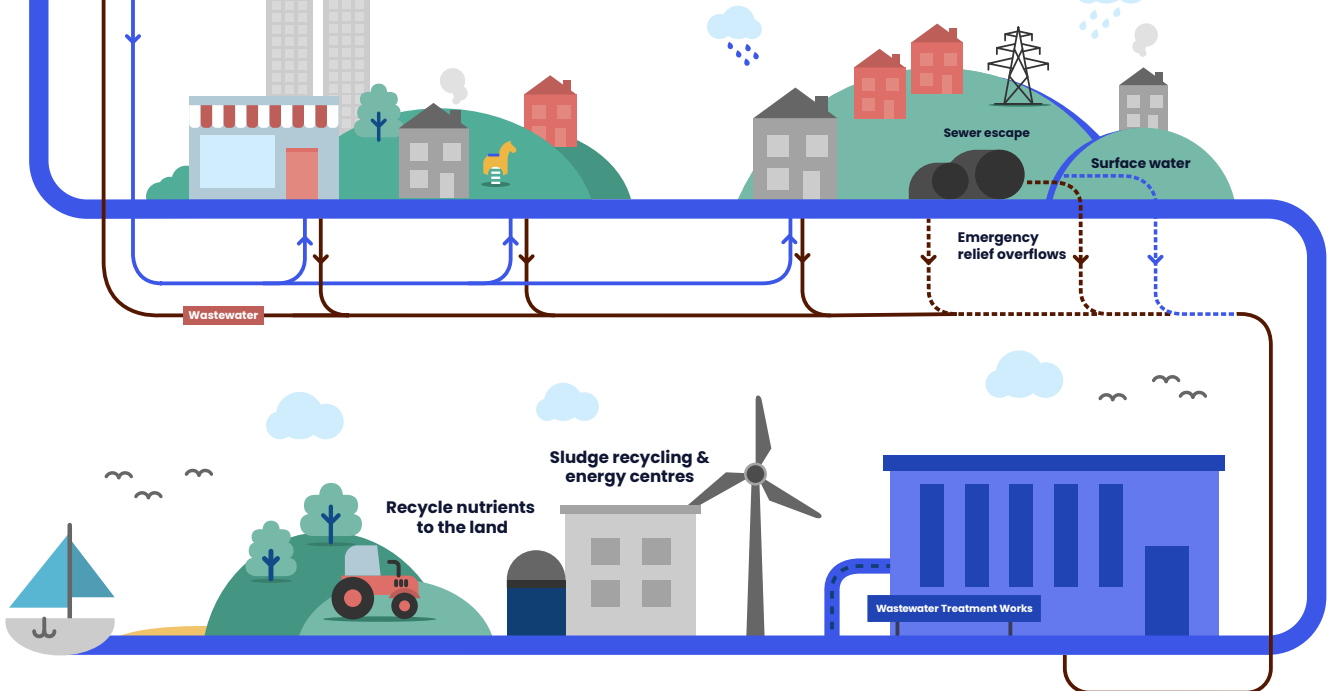 Sewer escape
Surface water
Emergency
relief overflows
Wastewater
Sludge recycling &
energy centres
Recycle nutrients
to the land
Wastewater Treatment Works